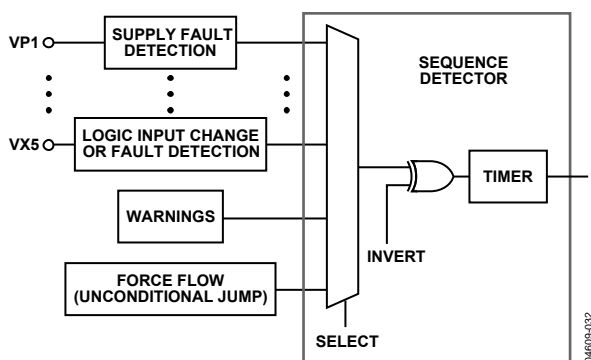 VP1
SUPPLY FAULT
DETECTION
SEQUENCE
DETECTOR
VX5
LOGIC INPUT CHANGE
OR FAULT DETECTION
TIMER
WARNINGS
INVERT
FORCE FLOW
(UNCONDITIONAL JUMP)
SELECT
04609-032